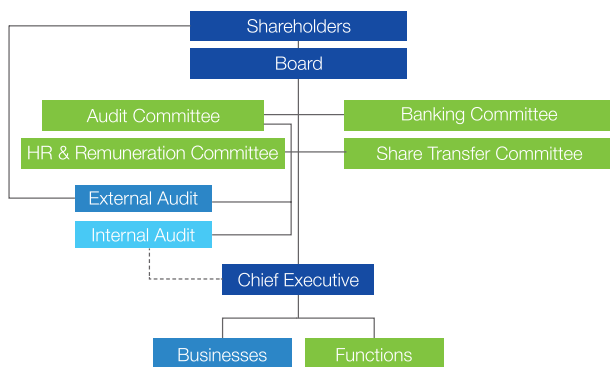 Shareholders
Board
Audit Committee
Banking Committee
HR & Remuneration Committee
Share Transfer Committee
External Audit
Internal Audit
Chief Executive
Businesses
Functions